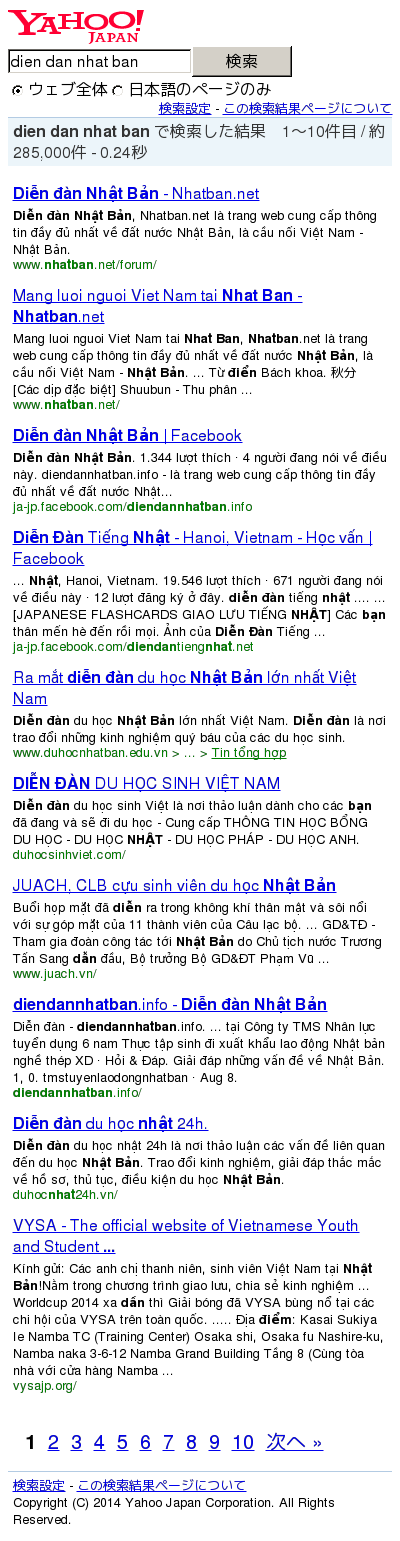 YAHOO!
JAPAN
dien dan nhat ban 検索
ウェブ全体 日本語のページのみ
検索設定 - この検索結果ページについて
dien dan nhat ban で検索した結果　1～10件目 / 約
285,000件 - 0.24秒
Diễn đàn Nhật Bản - Nhatban.net
Diễn đàn Nhật Bản, Nhatban.net là trang web cung cấp thông
tin đầy đủ nhất về đất nước Nhật Bản, là cầu nối Việt Nam -
Nhật Bản.
www.nhatban.net/forum/
Mang luoi nguoi Viet Nam tai Nhat Ban -
Nhatban.net
Mang luoi nguoi Viet Nam tai Nhat Ban, Nhatban.net là trang
web cung cấp thông tin đầy đủ nhất về đất nước Nhật Bản, là
cầu nối Việt Nam - Nhật Bản. ... Từ điển Bách khoa. 秋分
[Các dịp đặc biệt] Shuubun - Thu phân ...
www.nhatban.net/
Diễn đàn Nhật Bản | Facebook
Diễn đàn Nhật Bản. 1.344 lượt thích · 4 người đang nói về điều
này. diendannhatban.info - là trang web cung cấp thông tin đầy
đủ nhất về đất nước Nhật...
ja-jp.facebook.com/diendannhatban.info
Diễn Đàn Tiếng Nhật - Hanoi, Vietnam - Học vấn |
Facebook
... Nhật, Hanoi, Vietnam. 19.546 lượt thích · 671 người đang nói
về điều này · 12 lượt đăng ký ở đây. diễn đàn tiếng nhật .... ...
[JAPANESE FLASHCARDS GIAO LƯU TIẾNG NHẬT] Các bạn
thân mến hè đến rồi mọi. Ảnh của Diễn Đàn Tiếng ...
ja-jp.facebook.com/diendantiengnhat.net
Ra mắt diễn đàn du học Nhật Bản lớn nhất Việt
Nam
Diễn đàn du học Nhật Bản lớn nhất Việt Nam. Diễn đàn là nơi
trao đổi những kinh nghiệm quý báu của các du học sinh.
www.duhocnhatban.edu.vn > ... > Tin tổng hợp
DIỄN ĐÀN DU HỌC SINH VIỆT NAM
Diễn đàn du học sinh Việt là nơi thảo luận dành cho các bạn
đã đang và sẽ đi du học - Cung cấp THÔNG TIN HỌC BỔNG
DU HỌC - DU HỌC NHẬT - DU HỌC PHÁP - DU HỌC ANH.
duhocsinhviet.com/
JUACH, CLB cựu sinh viên du học Nhật Bản
Buổi họp mặt đã diễn ra trong không khí thân mật và sôi nổi
với sự góp mặt của 11 thành viên của Câu lạc bộ. ... GD&TĐ -
Tham gia đoàn công tác tới Nhật Bản do Chủ tịch nước Trương
Tấn Sang dẫn đầu, Bộ trưởng Bộ GD&ĐT Phạm Vũ ...
www.juach.vn/
diendannhatban.info - Diễn đàn Nhật Bản
Diễn đàn - diendannhatban.info. ... tại Công ty TMS Nhân lực
tuyển dụng 6 nam Thực tập sinh đi xuất khẩu lao động Nhật bản
nghề thép XD · Hỏi & Đáp. Giải đáp những vấn đề về Nhật Bản.
1, 0. tmstuyenlaodongnhatban · Aug 8.
diendannhatban.info/
Diễn đàn du học nhật 24h.
Diễn đàn du học nhật 24h là nơi thảo luận các vấn đề liên quan
đến du học Nhật Bản. Trao đổi kinh nghiệm, giải đáp thắc mắc
về hồ sơ, thủ tục, điều kiện du học Nhật Bản.
duhocnhat24h.vn/
VYSA - The official website of Vietnamese Youth
and Student ...
Kính gửi: Các anh chị thanh niên, sinh viên Việt Nam tại Nhật
Bản!Nằm trong chương trình giao lưu, chia sẻ kinh nghiệm ...
Worldcup 2014 xa dần thì Giải bóng đá VYSA bùng nổ tại các
chi hội của VYSA trên toàn quốc. ..... Địa điểm: Kasai Sukiya
Ie Namba TC (Training Center) Osaka shi, Osaka fu Nashire-ku,
Namba naka 3-6-12 Namba Grand Building Tầng 8 (Cùng tòa
nhà với cửa hàng Namba ...
vysajp.org/
1 2 3 4 5 6 7 8 9 10 次へ »
検索設定 - この検索結果ページについて
Copyright (C) 2014 Yahoo Japan Corporation. All Rights
Reserved.